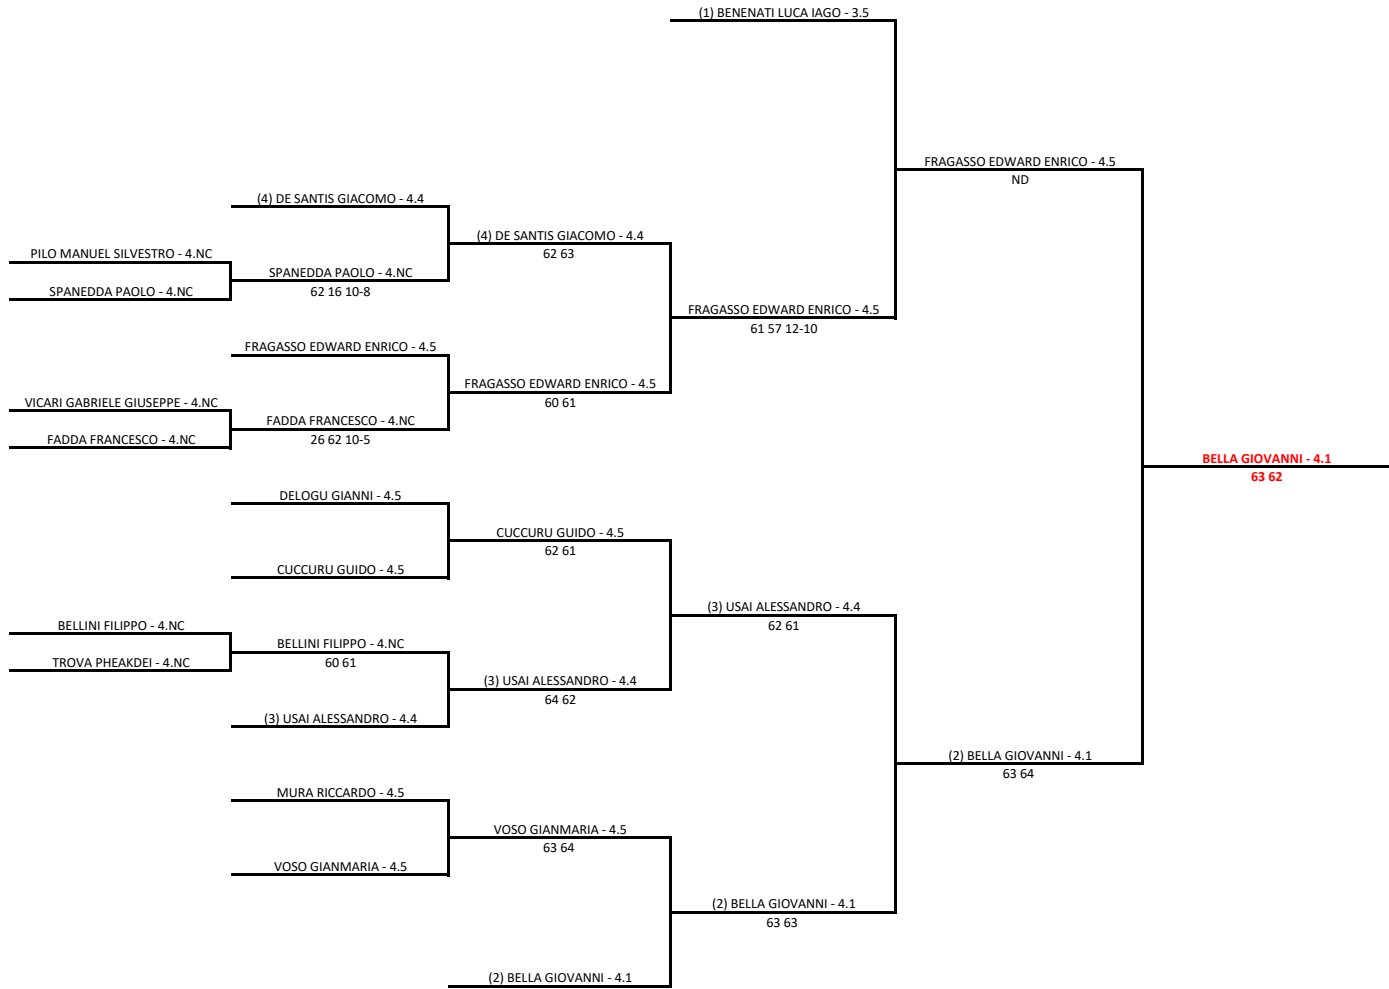 (1) BENENATI LUCA IAGO - 3.5
FRAGASSO EDWARD ENRICO - 4.5
ND
(4) DE SANTIS GIACOMO - 4.4
(4) DE SANTIS GIACOMO - 4.4
62 63
PILO MANUEL SILVESTRO - 4.NC
SPANEDDA PAOLO - 4.NC
62 16 10-8
SPANEDDA PAOLO - 4.NC
FRAGASSO EDWARD ENRICO - 4.5
61 57 12-10
FRAGASSO EDWARD ENRICO - 4.5
FRAGASSO EDWARD ENRICO - 4.5
60 61
VICARI GABRIELE GIUSEPPE - 4.NC
FADDA FRANCESCO - 4.NC
26 62 10-5
FADDA FRANCESCO - 4.NC
BELLA GIOVANNI - 4.1
63 62
DELOGU GIANNI - 4.5
CUCCURU GUIDO - 4.5
62 61
CUCCURU GUIDO - 4.5
(3) USAI ALESSANDRO - 4.4
62 61
BELLINI FILIPPO - 4.NC
BELLINI FILIPPO - 4.NC
60 61
TROVA PHEAKDEI - 4.NC
(3) USAI ALESSANDRO - 4.4
64 62
(3) USAI ALESSANDRO - 4.4
(2) BELLA GIOVANNI - 4.1
63 64
MURA RICCARDO - 4.5
VOSO GIANMARIA - 4.5
63 64
VOSO GIANMARIA - 4.5
(2) BELLA GIOVANNI - 4.1
63 63
(2) BELLA GIOVANNI - 4.1